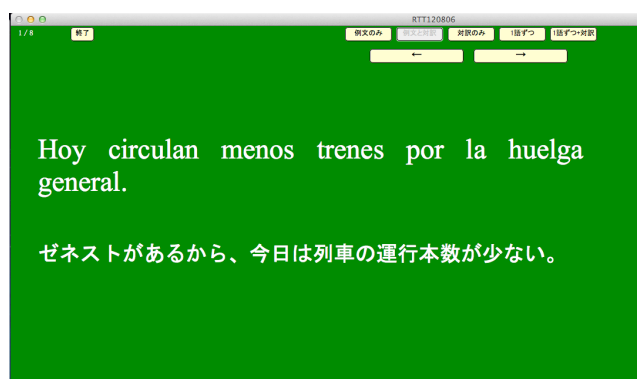 RTT120806
1/8
終了
例文のみ
例文と対訳
対訳のみ
1語ずつ
1語ずつ+対訳
←
→
Hoy circulan menos trenes por la huelga
general.
ゼネストがあるから、今日は列車の運行本数が少ない。